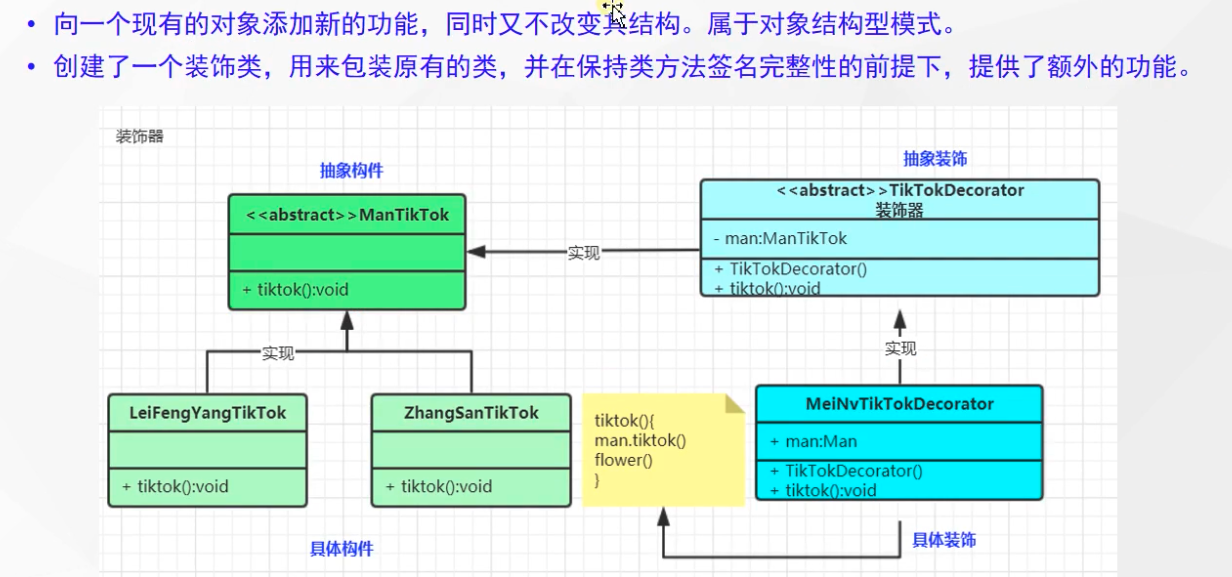 • 向一个现有的对象添加新的功能，同时又不改变其结构。属于对象结构型模式。
• 创建了一个装饰类，用来包装原有的类，并在保持类方法签名完整性的前提下，提供了额外的功能。
装饰器
抽象构件
抽象装饰
<<abstract>>ManTikTok
+ tiktok():void
实现
<<abstract>>TikTokDecorator
装饰器
- man:ManTikTok
+ TikTokDecorator()
+ tiktok():void
实现
实现
LeiFengYangTikTok
+ tiktok():void
ZhangSanTikTok
+ tiktok():void
tiktok(){
man.tiktok()
flower()
}
MeiNvTikTokDecorator
+ man:Man
+ TikTokDecorator()
+ tiktok():void
具体构件
具体装饰